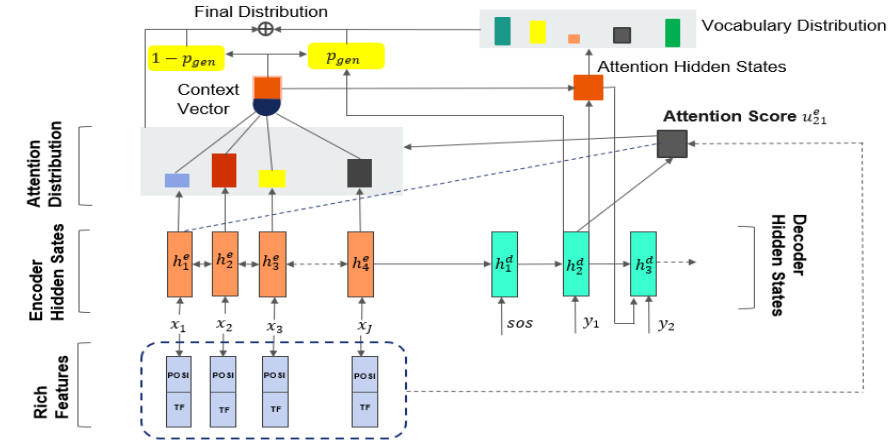 Final Distribution
Vocabulary Distribution
1 − p_gen
p_gen
Context
Vector
Attention Hidden States
Attention Score u^e_21
Attention
Distribution
Encoder
Hidden Sates
h^e_1
h^e_2
h^e_3
h^e_4
h^d_1
h^d_2
h^d_3
Decoder
Hidden States
x_1
x_2
x_3
x_J
sos
y_1
y_2
Rich
Features
POSI
POSI
POSI
POSI
TF
TF
TF
TF